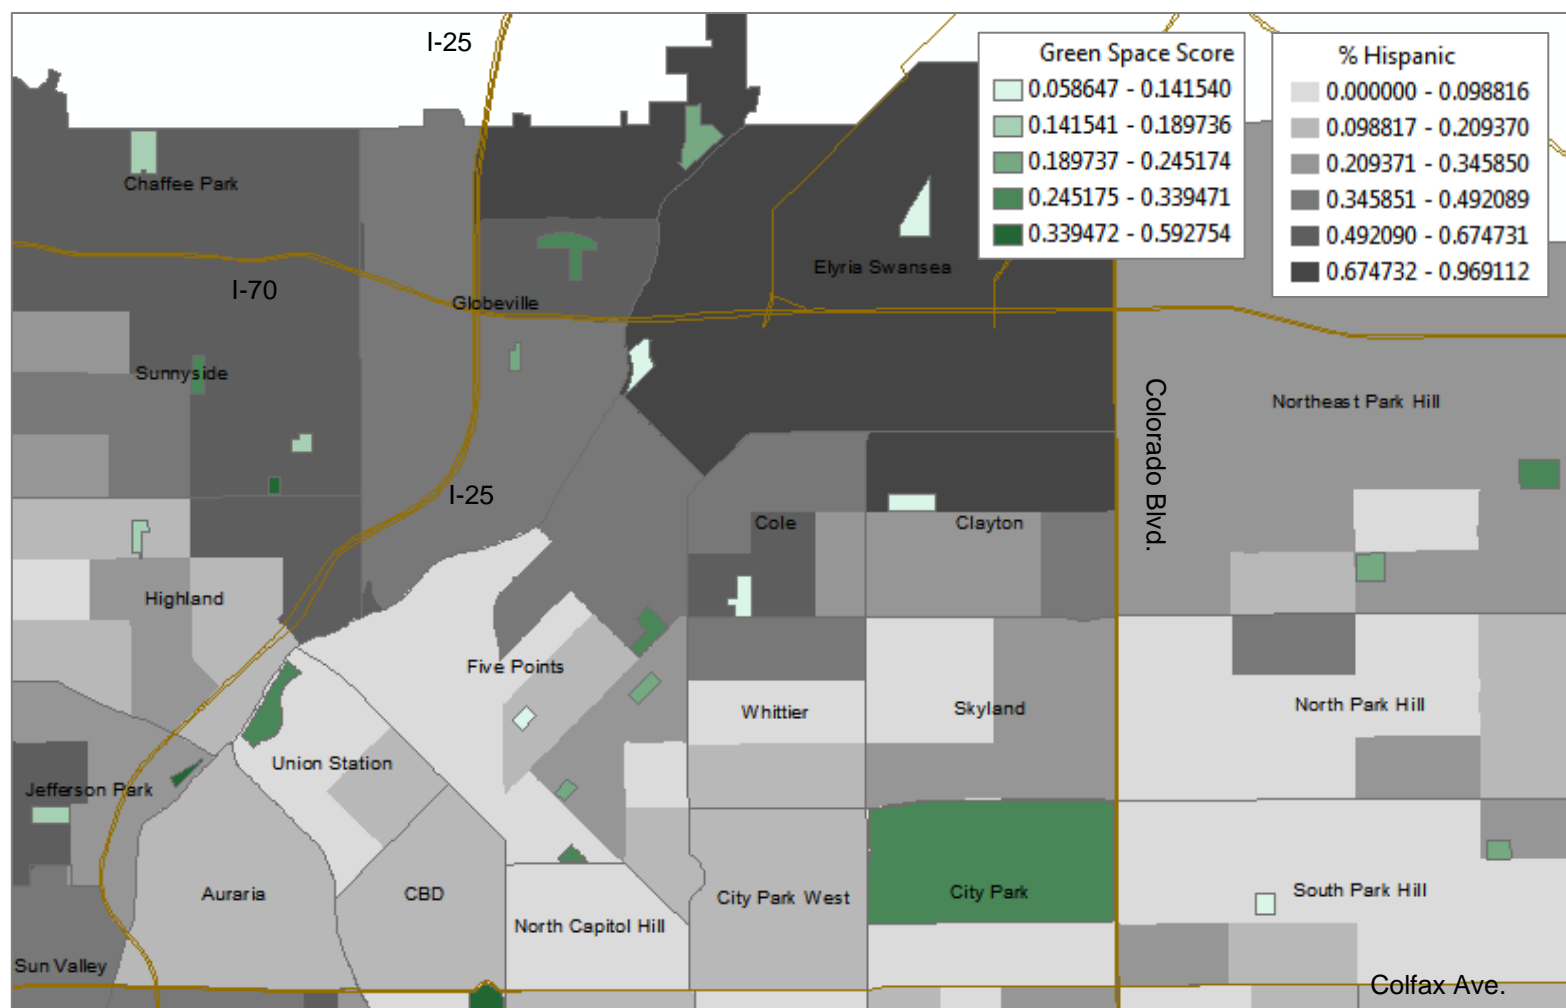 I-25
Green Space Score
0.058647 - 0.141540
0.141541 - 0.189736
0.189737 - 0.245174
0.245175 - 0.339471
0.339472 - 0.592754
% Hispanic
0.000000 - 0.098816
0.098817 - 0.209370
0.209371 - 0.345850
0.345851 - 0.492089
0.492090 - 0.674731
0.674732 - 0.969112
Chaffee Park
Elyria Swansea
I-70
Globeville
Sunnyside
Colorado Blvd.
Northeast Park Hill
I-25
Cole
Clayton
Highland
Five Points
Whittier
Skyland
North Park Hill
Union Station
Jefferson Park
Auraria
CBD
City Park West
City Park
South Park Hill
North Capitol Hill
Sun Valley
Colfax Ave.